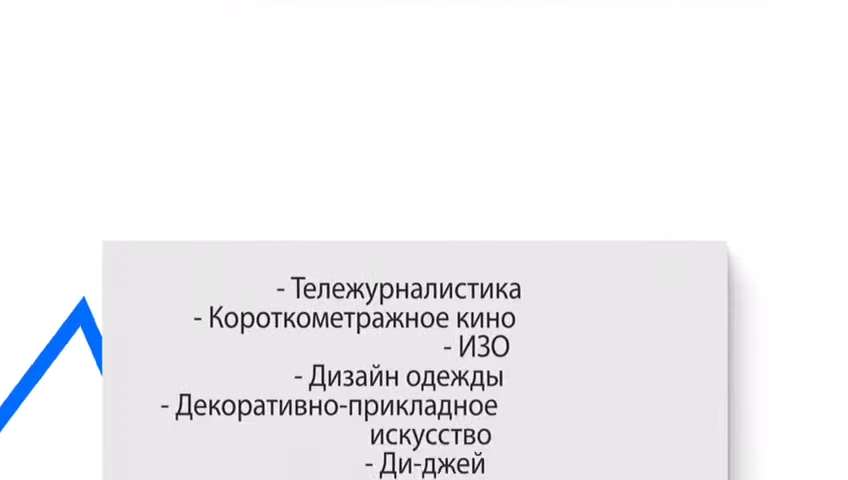 - Тележурналистика
- Короткометражное кино
- ИЗО
- Дизайн одежды
- Декоративно-прикладное
искусство
- Ди-джей